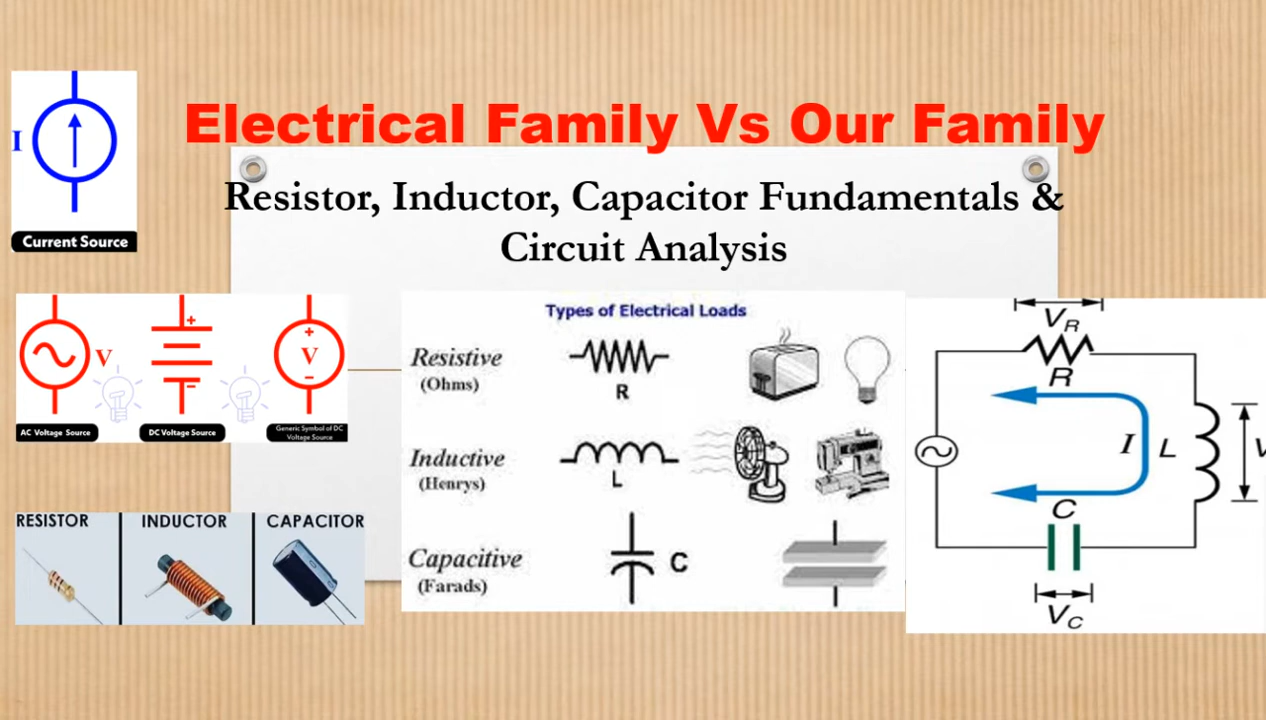 Electrical Family Vs Our Family
Resistor, Inductor, Capacitor Fundamentals &
Circuit Analysis
I
Current Source
V
+
−
+
V
−
AC Voltage Source
DC Voltage Source
Generic Symbol of DC
Voltage Source
RESISTOR
INDUCTOR
CAPACITOR
Types of Electrical Loads
Resistive
(Ohms)
R
Inductive
(Henrys)
L
Capacitive
(Farads)
C
VR
R
I
L
V
C
VC